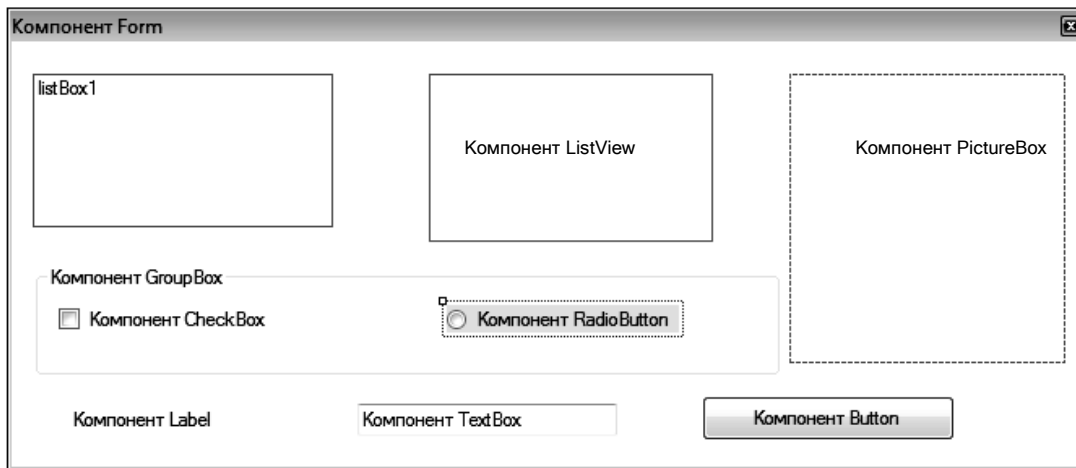 Компонент Form
listBox1
Компонент ListView
Компонент PictureBox
Компонент GroupBox
Компонент CheckBox
Компонент RadioButton
Компонент Label
Компонент TextBox
Компонент Button